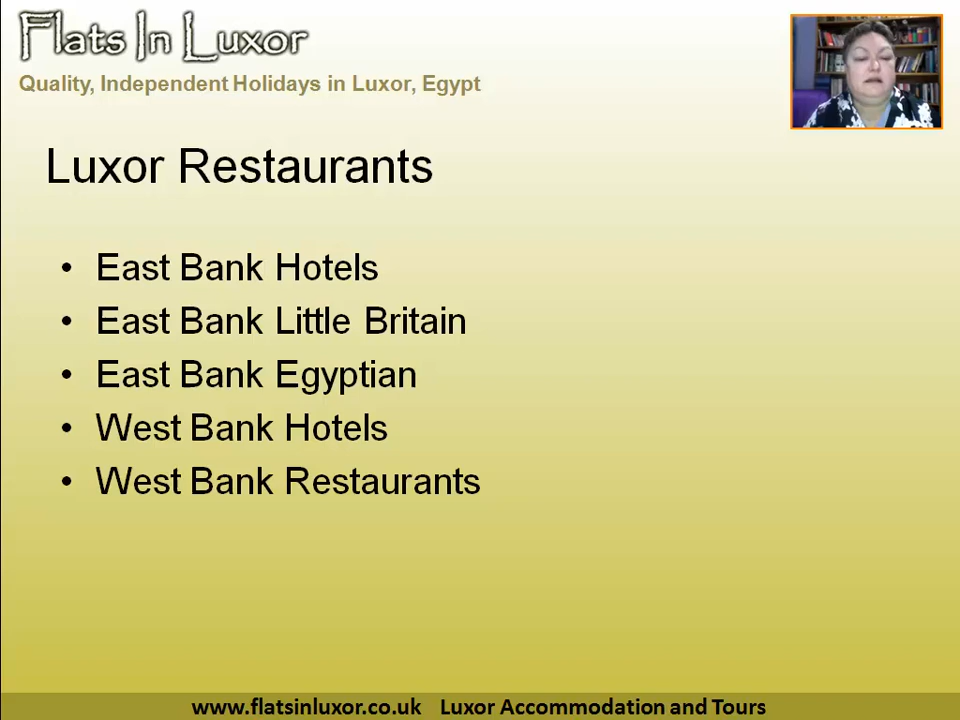 Flats In Luxor
Quality, Independent Holidays in Luxor, Egypt
Luxor Restaurants
• East Bank Hotels
• East Bank Little Britain
• East Bank Egyptian
• West Bank Hotels
• West Bank Restaurants
www.flatsinluxor.co.uk Luxor Accommodation and Tours